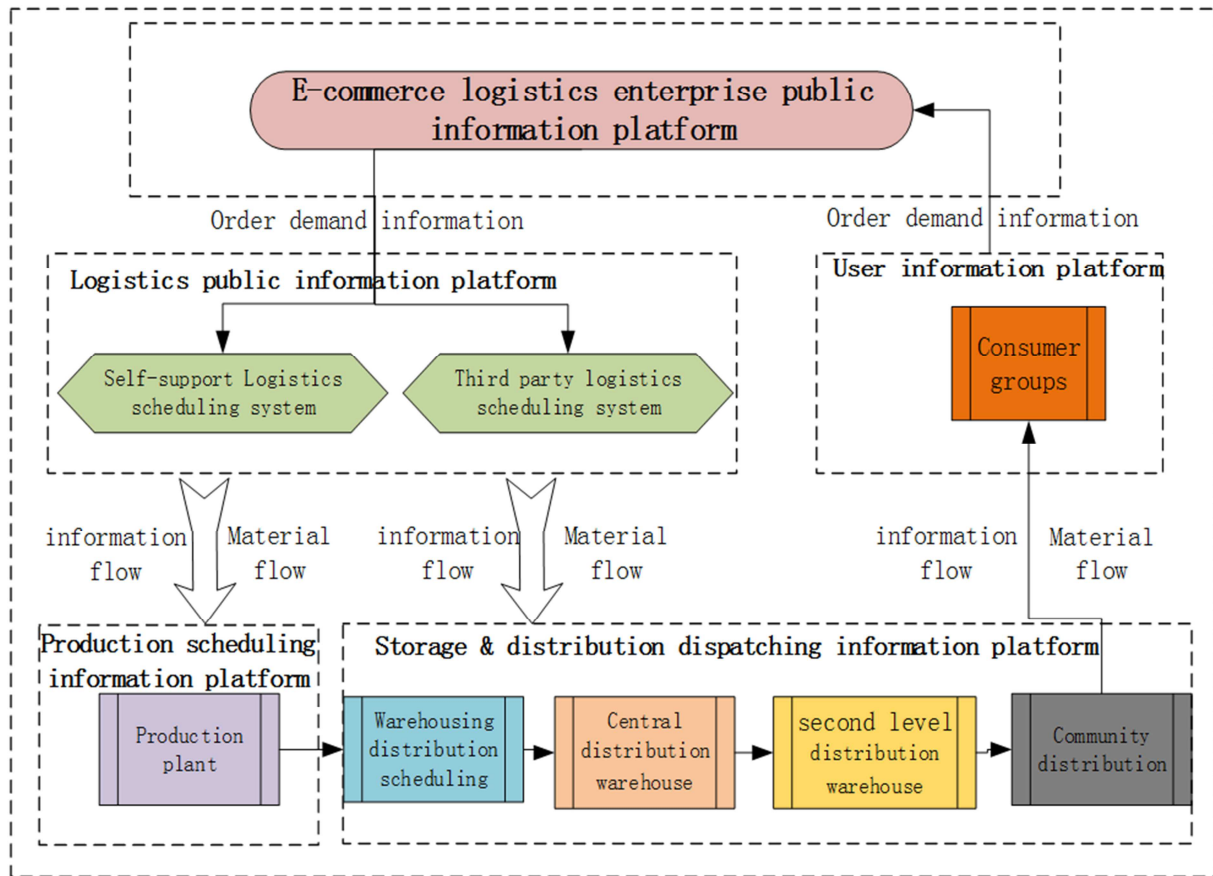 E-commerce logistics enterprise public
information platform
Order demand information
Order demand information
Logistics public information platform
User information platform
Self-support Logistics
scheduling system
Third party logistics
scheduling system
Consumer
groups
information
flow
Material
flow
information
flow
Material
flow
information
flow
Material
flow
Production scheduling
information platform
Storage & distribution dispatching information platform
Production
plant
Warehousing
distribution
scheduling
Central
distribution
warehouse
second level
distribution
warehouse
Community
distribution